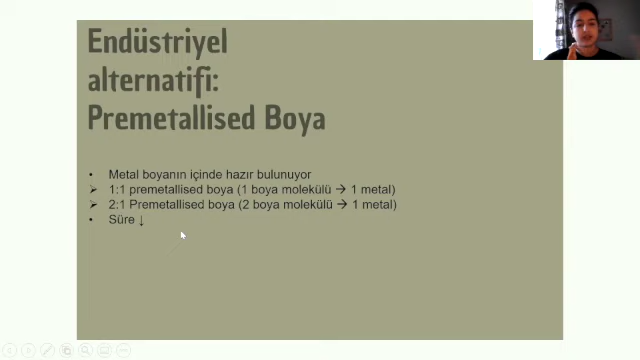 Endüstriyel
alternatifi:
Premetallised Boya
• Metal boyanın içinde hazır bulunuyor
➢ 1:1 premetallised boya (1 boya molekülü → 1 metal)
➢ 2:1 Premetallised boya (2 boya molekülü → 1 metal)
• Süre ↓